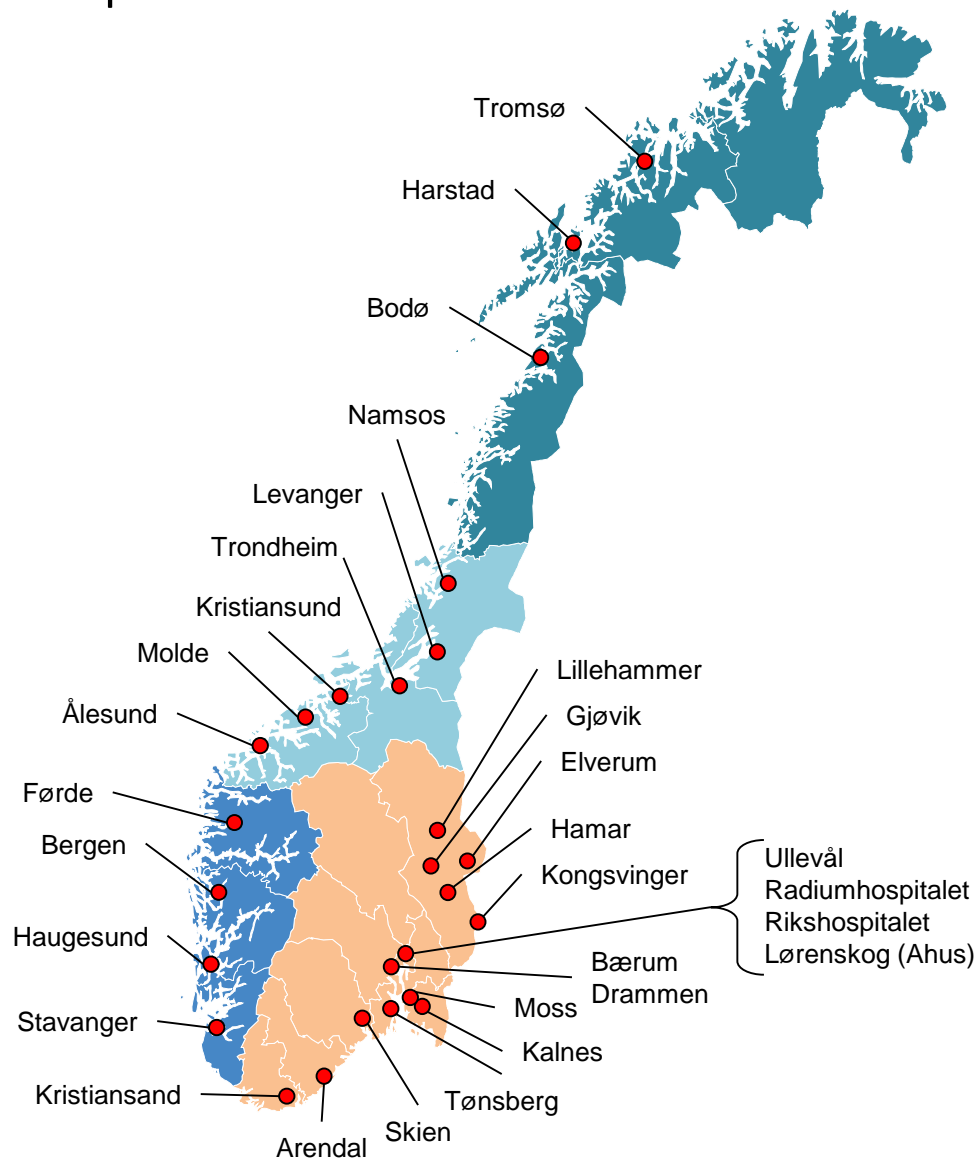 Tromsø
Harstad
Bodø
Namsos
Levanger
Trondheim
Kristiansund
Molde
Ålesund
Førde
Bergen
Haugesund
Stavanger
Kristiansand
Arendal
Skien
Tønsberg
Kalnes
Moss
Bærum
Drammen
Lillehammer
Gjøvik
Elverum
Hamar
Kongsvinger
Ullevål
Radiumhospitalet
Rikshospitalet
Lørenskog (Ahus)